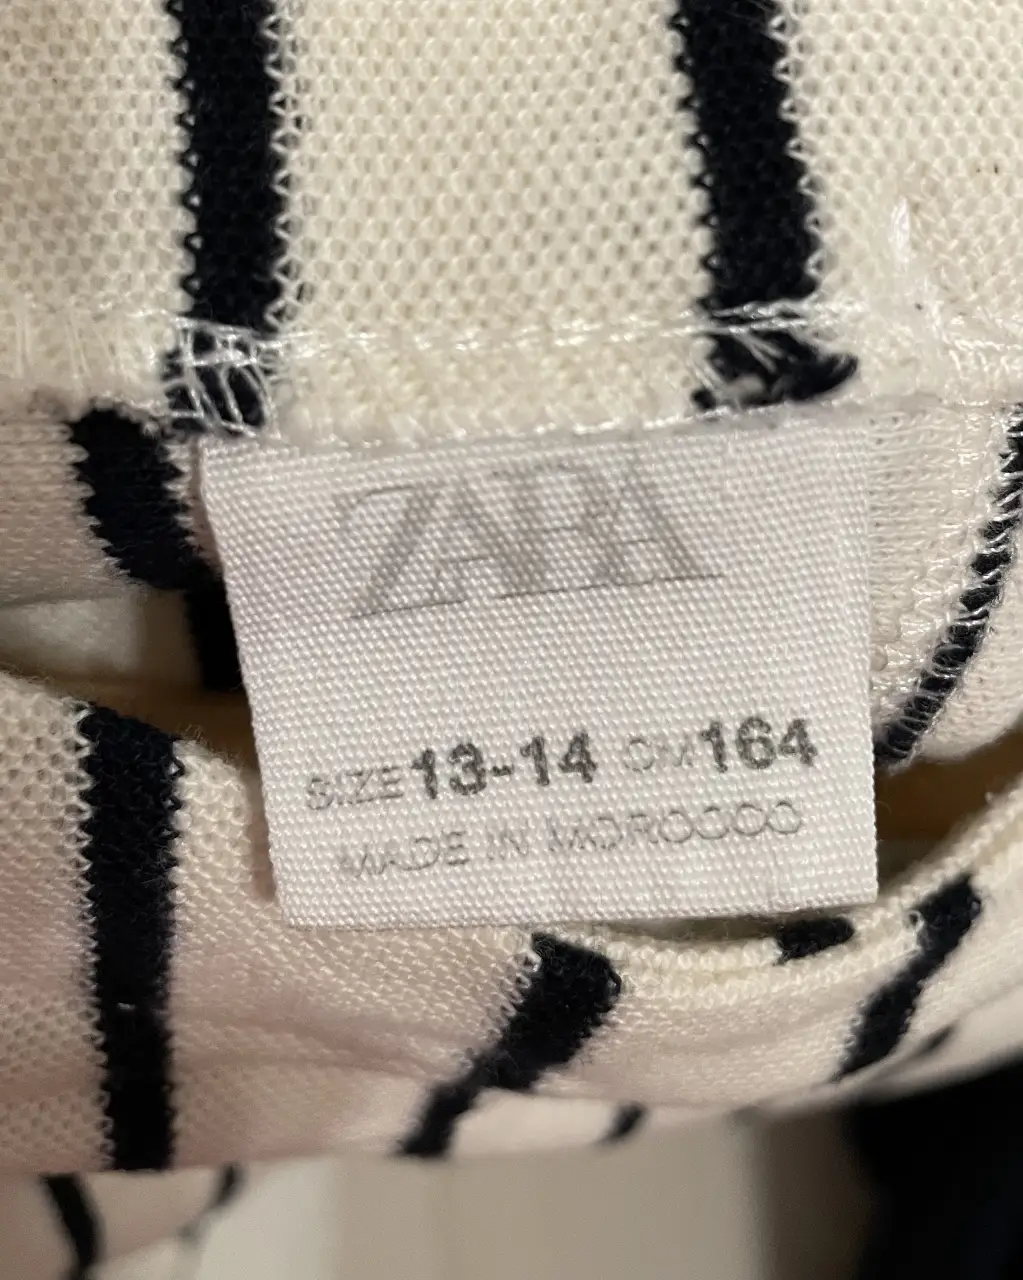 ZARA
SIZE 13-14 CM 164
MADE IN MOROCCO